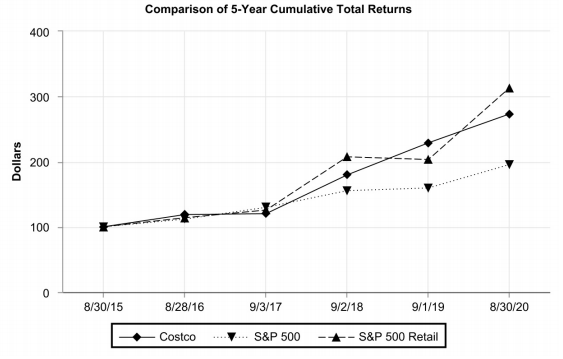 Comparison of 5-Year Cumulative Total Returns
400
300
200
100
0
Dollars
8/30/15 8/28/16 9/3/17 9/2/18 9/1/19 8/30/20
Costco S&P 500 S&P 500 Retail